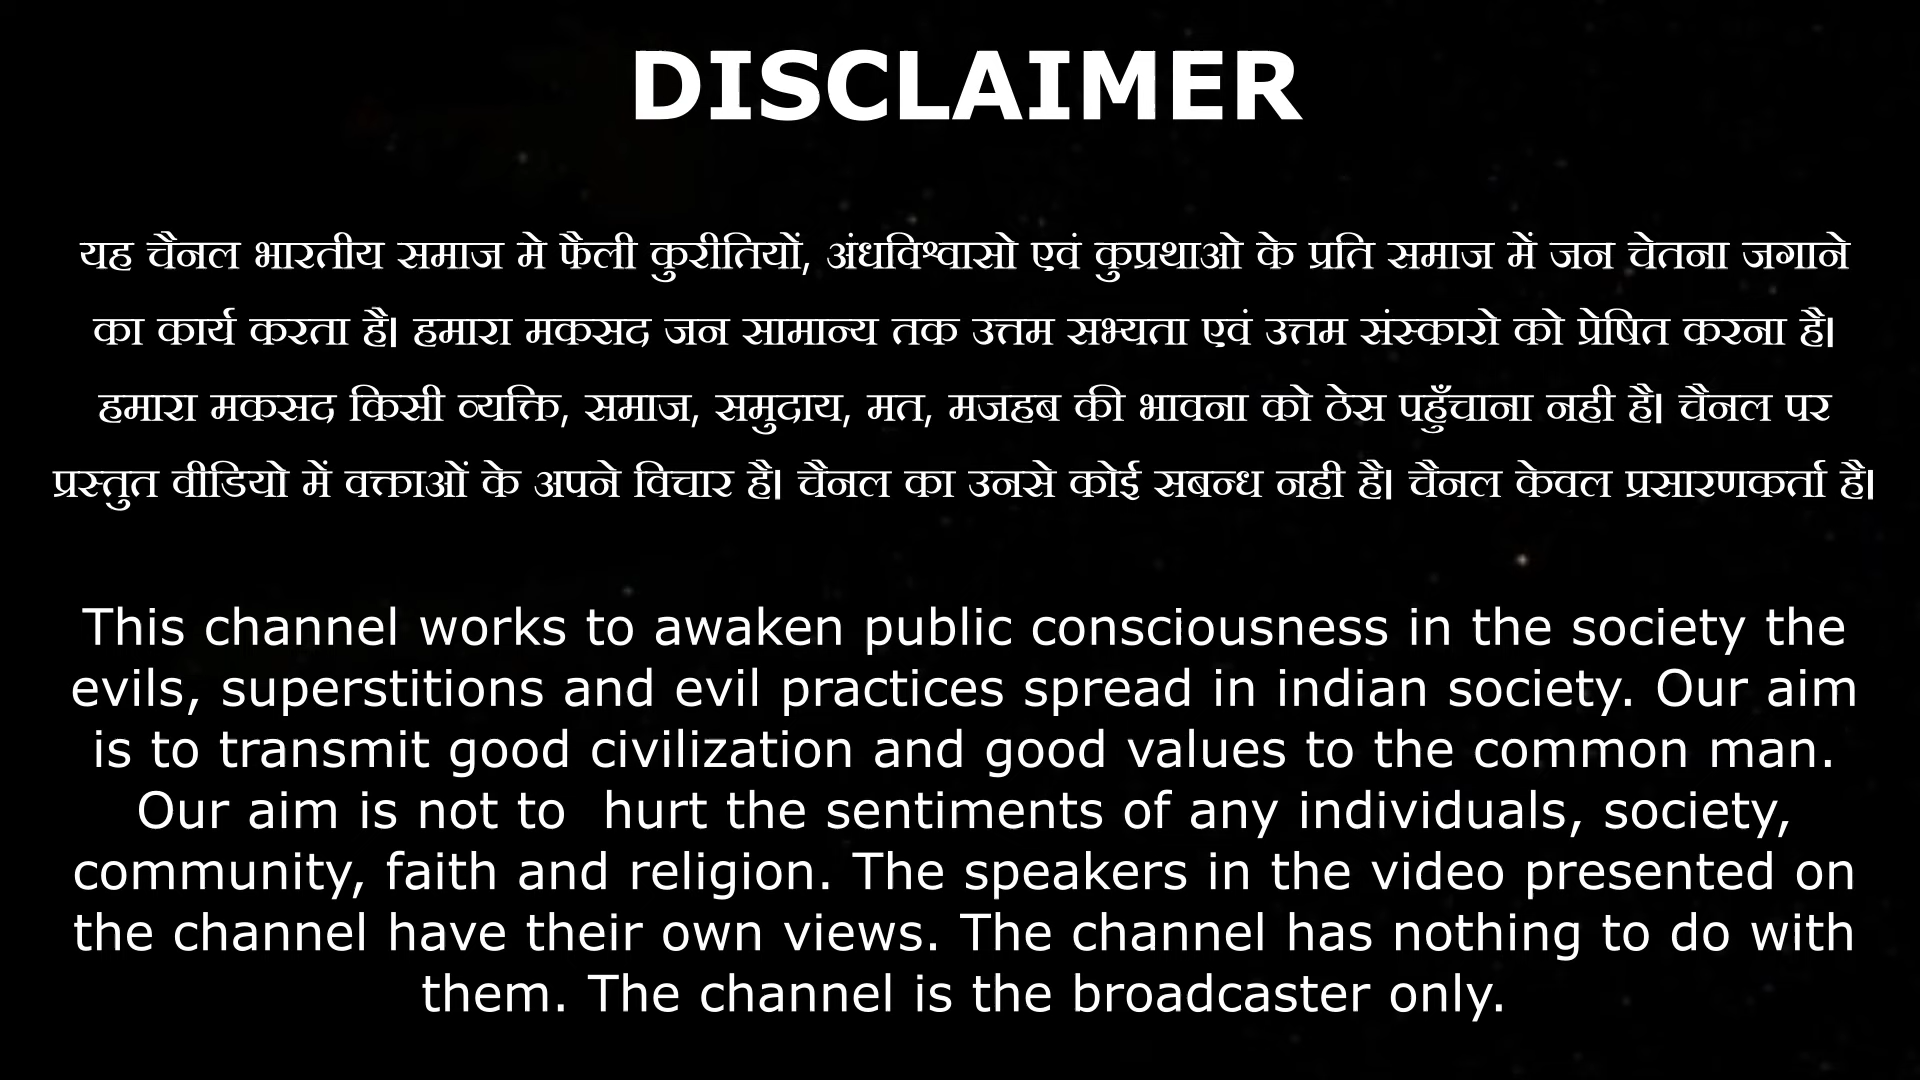 DISCLAIMER
यह चैनल भारतीय समाज मे फैली कुरीतियों, अंधविश्वासो एवं कुप्रथाओ के प्रति समाज में जन चेतना जगाने
का कार्य करता है। हमारा मकसद जन सामान्य तक उत्तम सभ्यता एवं उत्तम संस्कारो को प्रेषित करना है।
हमारा मकसद किसी व्यक्ति, समाज, समुदाय, मत, मजहब की भावना को ठेस पहुँचाना नही है। चैनल पर
प्रस्तुत वीडियो में वक्ताओं के अपने विचार है। चैनल का उनसे कोई सबन्ध नही है। चैनल केवल प्रसारणकर्ता है।
This channel works to awaken public consciousness in the society the
evils, superstitions and evil practices spread in indian society. Our aim
is to transmit good civilization and good values to the common man.
Our aim is not to  hurt the sentiments of any individuals, society,
community, faith and religion. The speakers in the video presented on
the channel have their own views. The channel has nothing to do with
them. The channel is the broadcaster only.